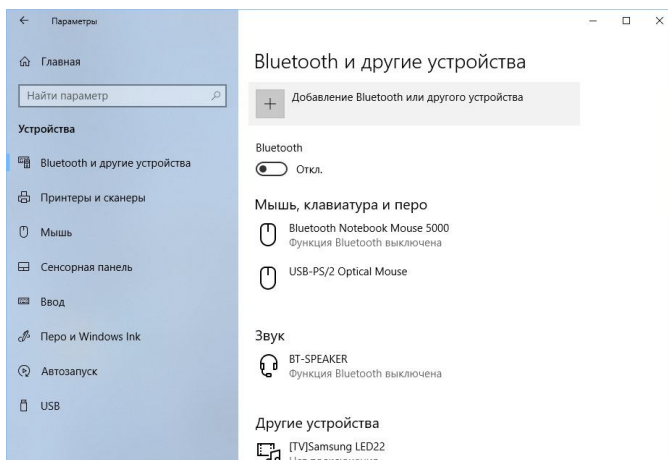 Параметры
Главная
Найти параметр
Устройства
Bluetooth и другие устройства
Принтеры и сканеры
Мышь
Сенсорная панель
Ввод
Перо и Windows Ink
Автозапуск
USB
Bluetooth и другие устройства
Добавление Bluetooth или другого устройства
Bluetooth
Откл.
Мышь, клавиатура и перо
Bluetooth Notebook Mouse 5000
Функция Bluetooth выключена
USB-PS/2 Optical Mouse
Звук
BT-SPEAKER
Функция Bluetooth выключена
Другие устройства
[TV]Samsung LED22
Нет подключения